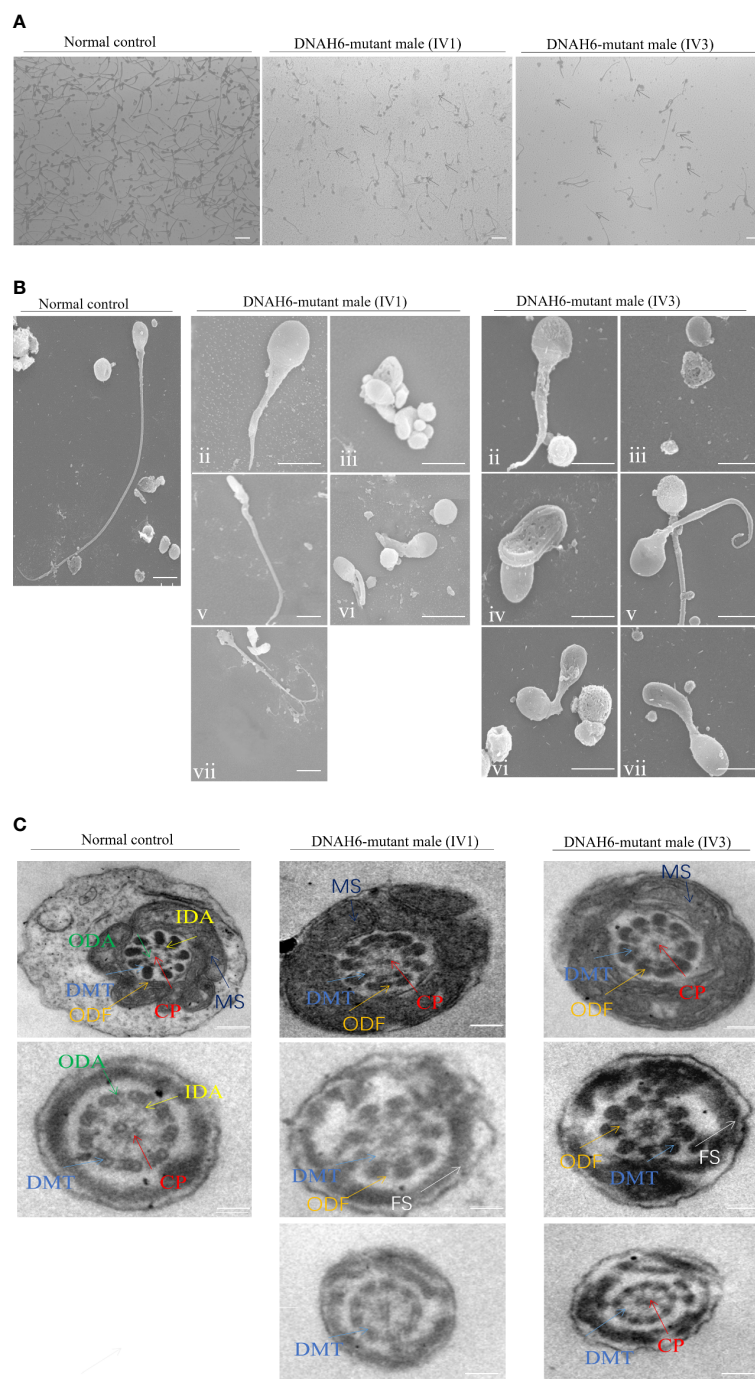 A
Normal control
DNAH6-mutant male (IV1)
DNAH6-mutant male (IV3)
B
Normal control
DNAH6-mutant male (IV1)
DNAH6-mutant male (IV3)
ii
iii
ii
iii
v
vi
iv
v
vii
vi
vii
C
Normal control
DNAH6-mutant male (IV1)
DNAH6-mutant male (IV3)
ODA
IDA
DMT
ODF
CP
MS
MS
DMT
ODF
CP
MS
DMT
ODF
CP
ODA
IDA
DMT
CP
DMT
ODF
FS
ODF
DMT
FS
DMT
DMT
CP